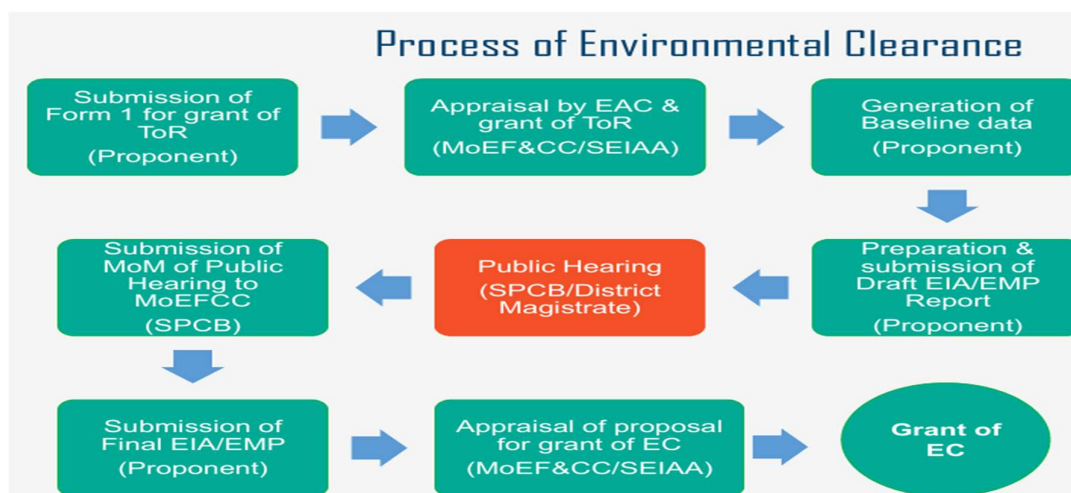 Process of Environmental Clearance
Submission of
Form 1 for grant of
ToR
(Proponent)
Appraisal by EAC &
grant of ToR
(MoEF&CC/SEIAA)
Generation of
Baseline data
(Proponent)
Preparation &
submission of
Draft EIA/EMP
Report
(Proponent)
Public Hearing
(SPCB/District
Magistrate)
Submission of
MoM of Public
Hearing to
MoEFCC
(SPCB)
Submission of
Final EIA/EMP
(Proponent)
Appraisal of proposal
for grant of EC
(MoEF&CC/SEIAA)
Grant of
EC